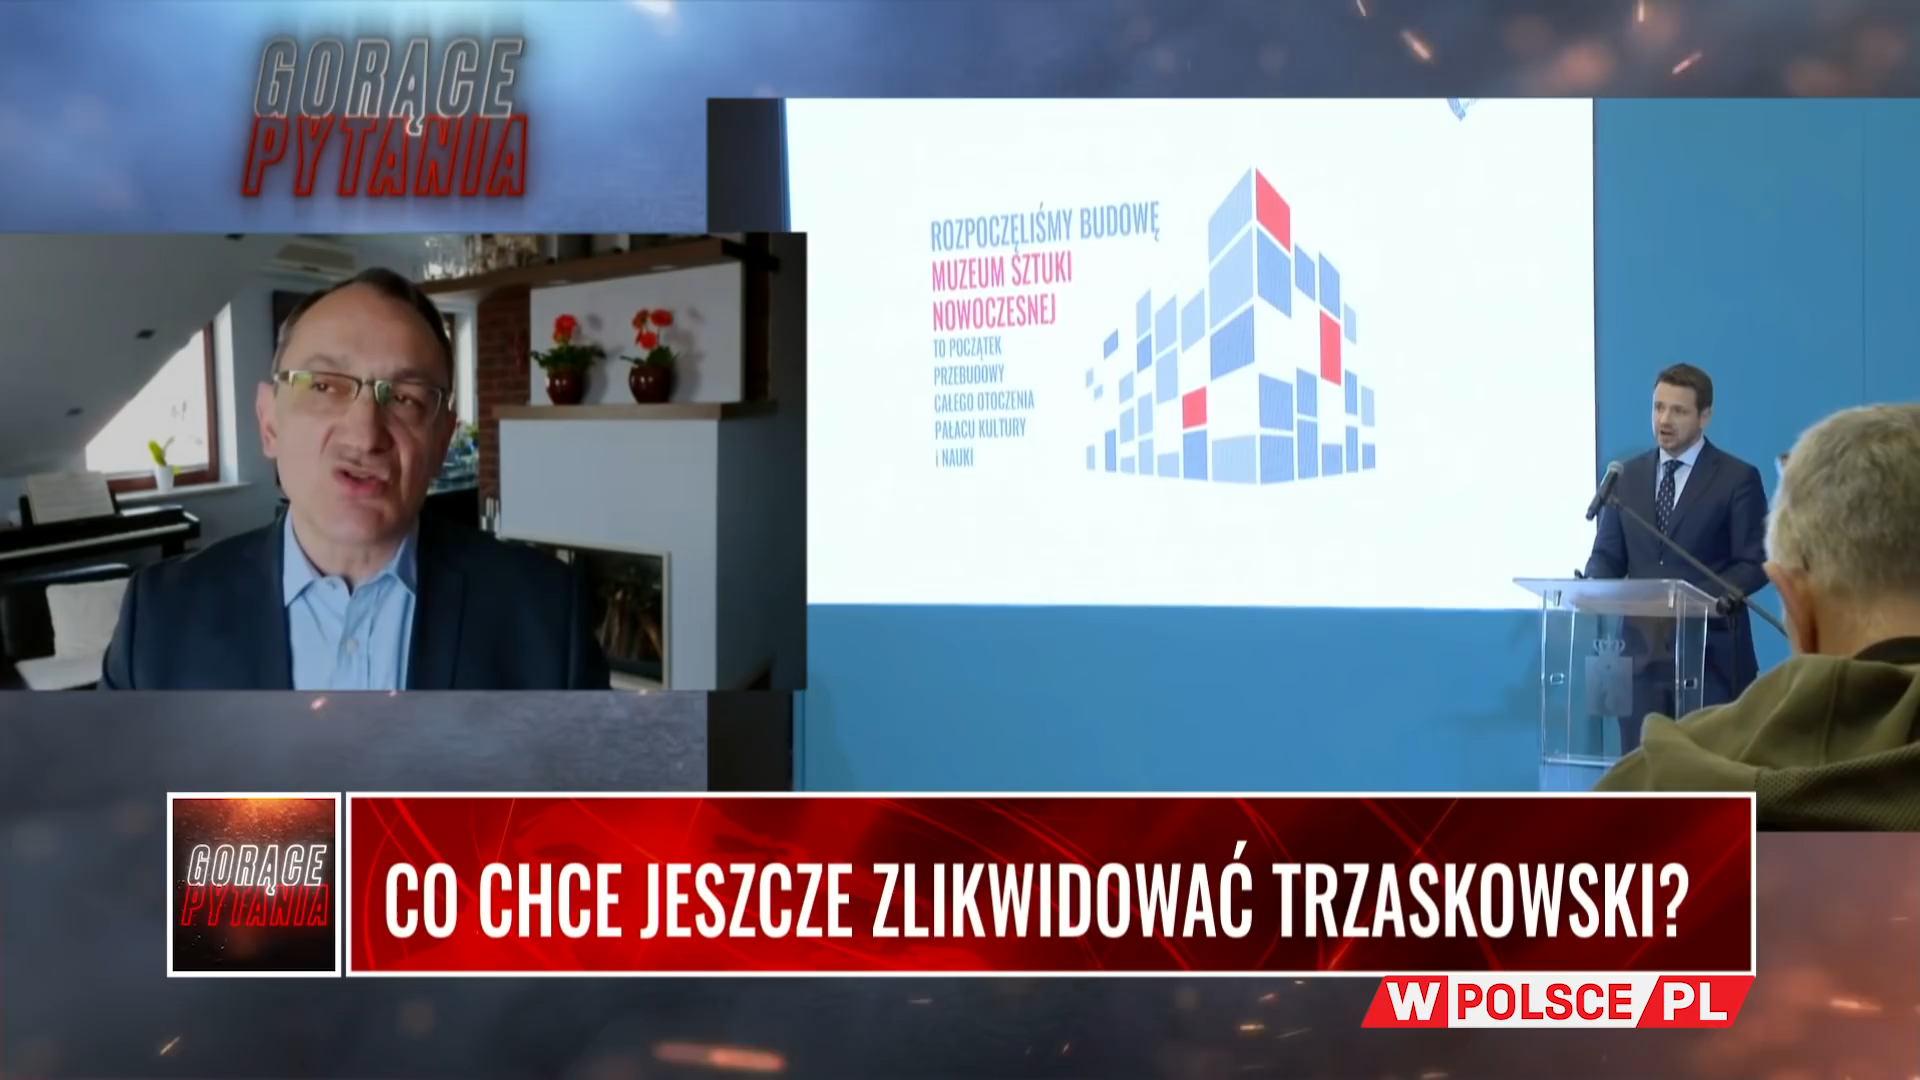 GORĄCE
PYTANIA
ROZPOCZĘLIŚMY BUDOWĘ
MUZEUM SZTUKI
NOWOCZESNEJ
TO POCZĄTEK
PRZEBUDOWY
CAŁEGO OTOCZENIA
PAŁACU KULTURY
i NAUKI
GORĄCE
PYTANIA
CO CHCE JESZCZE ZLIKWIDOWAĆ TRZASKOWSKI?
WPOLSCE/PL